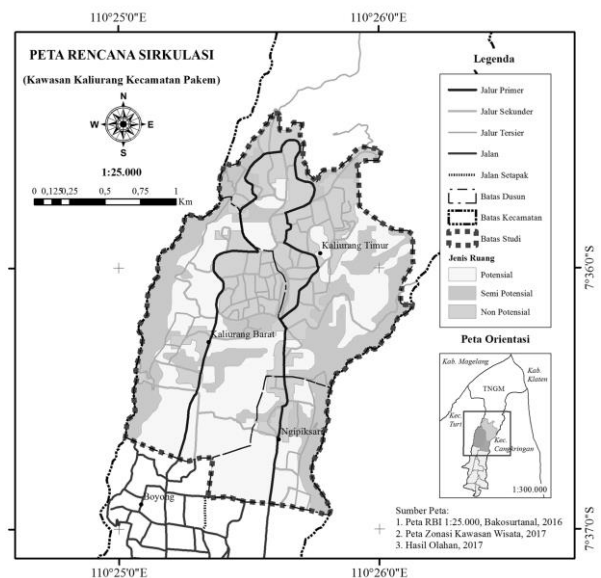 110°25'0"E
110°26'0"E
PETA RENCANA SIRKULASI
(Kawasan Kaliurang Kecamatan Pakem)
N
W E
S
1:25.000
0 0,125 0,25 0,5 0,75 1
Km
Kaliurang Timur
Kaliurang Barat
Ngipiksari
Boyong
Legenda
Jalur Primer
Jalur Sekunder
Jalur Tersier
Jalan
Jalan Setapak
Batas Dusun
Batas Kecamatan
Batas Studi
Jenis Ruang
Potensial
Semi Potensial
Non Potensial
Peta Orientasi
Kab. Magelang
Kab.
Klaten
TNGM
Kec.
Turi
Kec.
Cangkringan
1:300.000
Sumber Peta:
1. Peta RBI 1:25.000, Bakosurtanal, 2016
2. Peta Zonasi Kawasan Wisata, 2017
3. Hasil Olahan, 2017
7°36'0"S
7°37'0"S
110°25'0"E
110°26'0"E